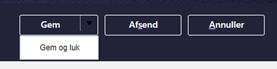 Gem
Afsend
Annuller
Gem og luk